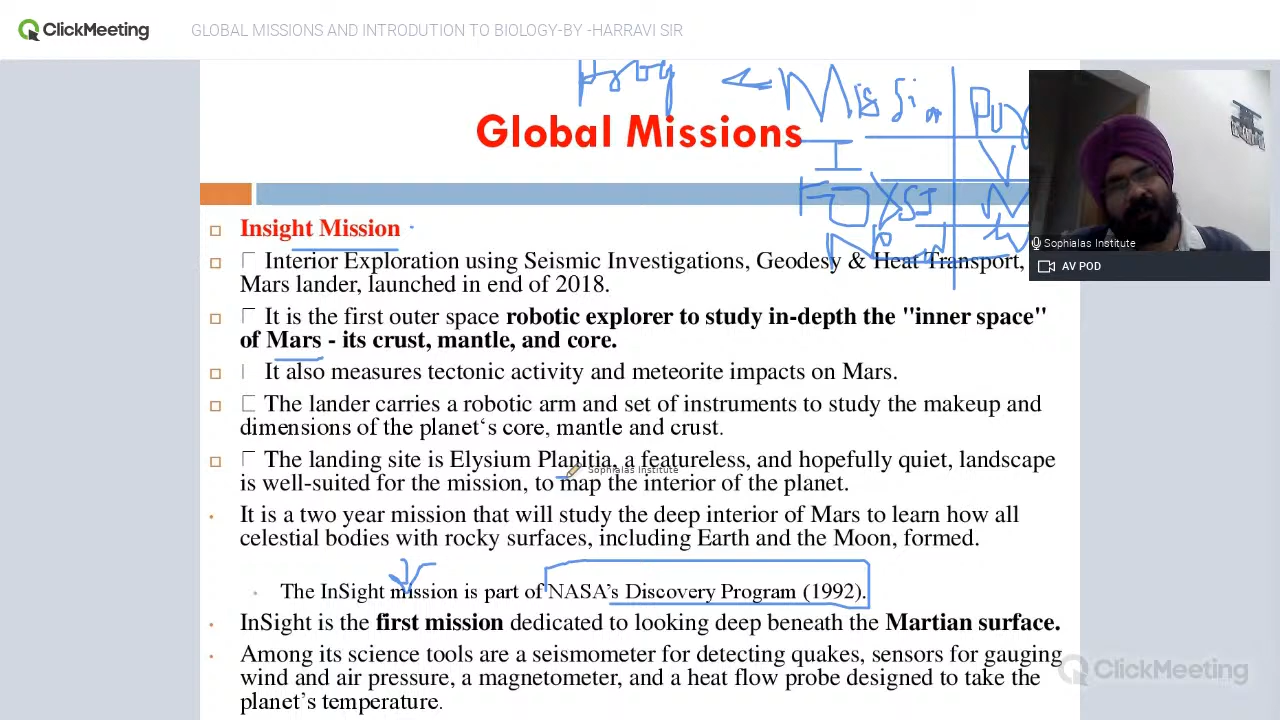 ClickMeeting GLOBAL MISSIONS AND INTRODUTION TO BIOLOGY-BY -HARRAVI SIR
Prog Mission
Global Missions
I
Insight Mission
Sophialas Institute
AV POD
Interior Exploration using Seismic Investigations, Geodesy & Heat Transport,
Mars lander, launched in end of 2018.
It is the first outer space robotic explorer to study in-depth the "inner space"
of Mars - its crust, mantle, and core.
It also measures tectonic activity and meteorite impacts on Mars.
The lander carries a robotic arm and set of instruments to study the makeup and
dimensions of the planet‘s core, mantle and crust.
The landing site is Elysium Planitia, a featureless, and hopefully quiet, landscape
Sophialas Institute
is well-suited for the mission, to map the interior of the planet.
It is a two year mission that will study the deep interior of Mars to learn how all
celestial bodies with rocky surfaces, including Earth and the Moon, formed.
The InSight mission is part of NASA’s Discovery Program (1992).
InSight is the first mission dedicated to looking deep beneath the Martian surface.
Among its science tools are a seismometer for detecting quakes, sensors for gauging
wind and air pressure, a magnetometer, and a heat flow probe designed to take the
planet’s temperature.
ClickMeeting